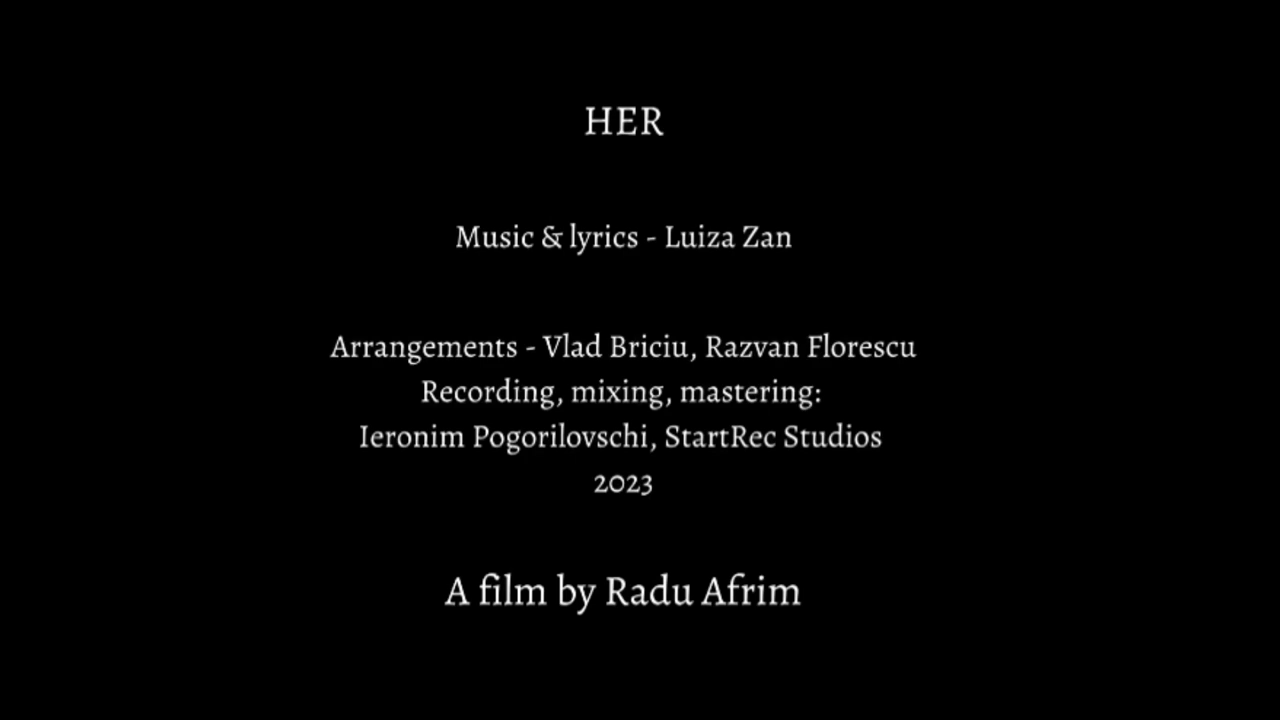 HER
Music & lyrics - Luiza Zan
Arrangements - Vlad Briciu, Razvan Florescu
Recording, mixing, mastering:
Ieronim Pogorilovschi, StartRec Studios
2023
A film by Radu Afrim